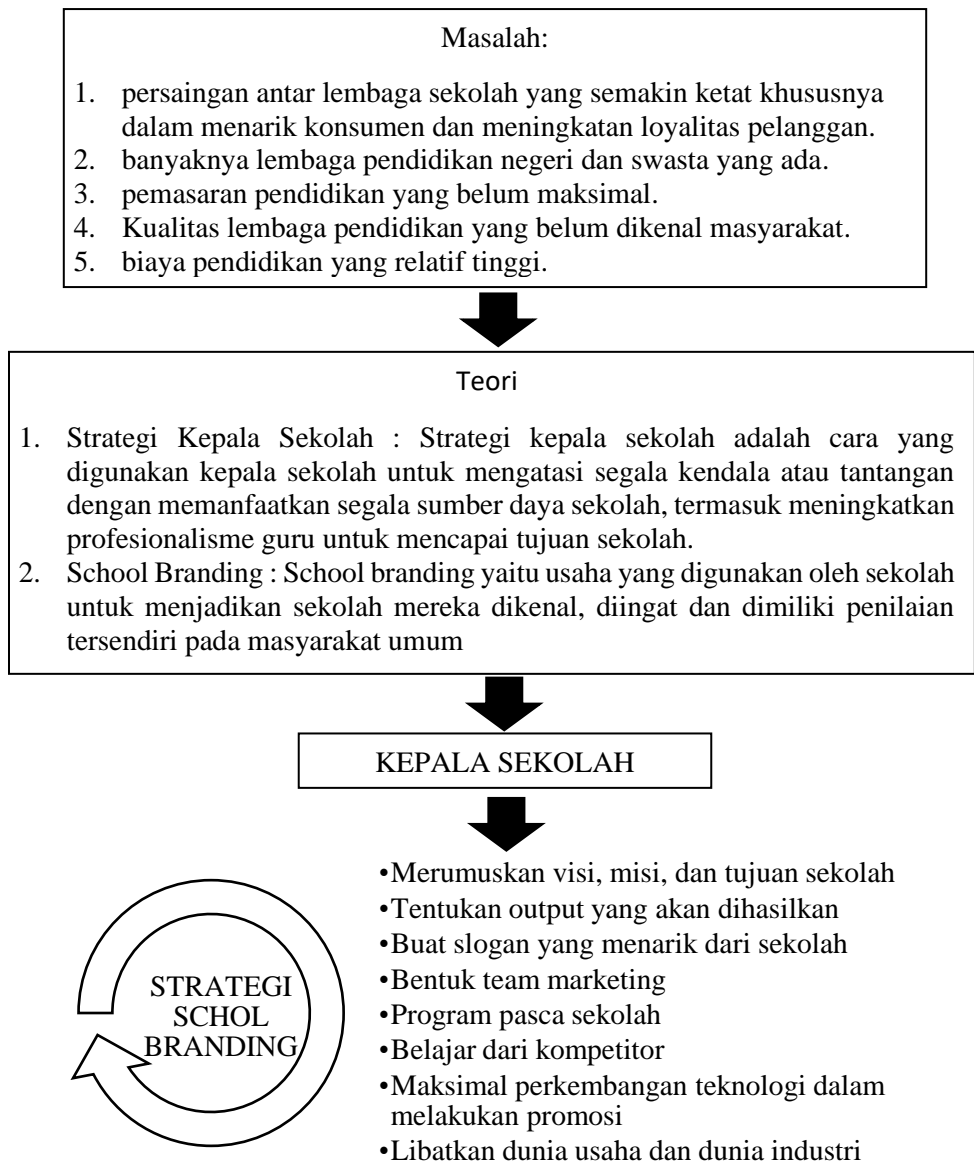 Masalah:
1. persaingan antar lembaga sekolah yang semakin ketat khususnya
dalam menarik konsumen dan meningkatan loyalitas pelanggan.
2. banyaknya lembaga pendidikan negeri dan swasta yang ada.
3. pemasaran pendidikan yang belum maksimal.
4. Kualitas lembaga pendidikan yang belum dikenal masyarakat.
5. biaya pendidikan yang relatif tinggi.
Teori
1. Strategi Kepala Sekolah : Strategi kepala sekolah adalah cara yang
digunakan kepala sekolah untuk mengatasi segala kendala atau tantangan
dengan memanfaatkan segala sumber daya sekolah, termasuk meningkatkan
profesionalisme guru untuk mencapai tujuan sekolah.
2. School Branding : School branding yaitu usaha yang digunakan oleh sekolah
untuk menjadikan sekolah mereka dikenal, diingat dan dimiliki penilaian
tersendiri pada masyarakat umum
KEPALA SEKOLAH
STRATEGI
SCHOL
BRANDING
•Merumuskan visi, misi, dan tujuan sekolah
•Tentukan output yang akan dihasilkan
•Buat slogan yang menarik dari sekolah
•Bentuk team marketing
•Program pasca sekolah
•Belajar dari kompetitor
•Maksimal perkembangan teknologi dalam
melakukan promosi
•Libatkan dunia usaha dan dunia industri